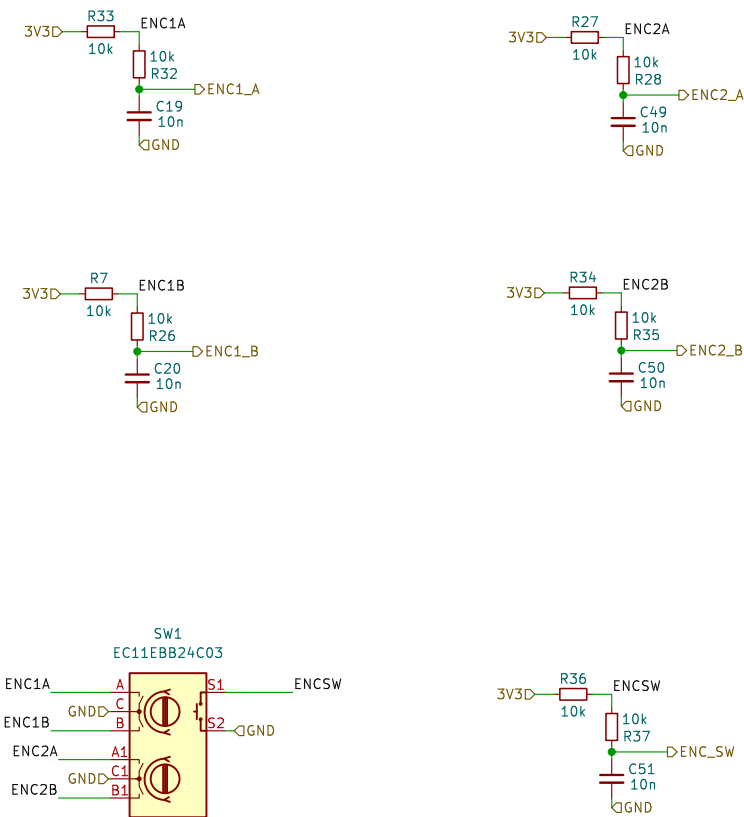 R33
3V3
ENC1A
10k
10k
R32
ENC1_A
C19
10n
GND
R27
3V3
ENC2A
10k
10k
R28
ENC2_A
C49
10n
GND
R7
3V3
ENC1B
10k
10k
R26
ENC1_B
C20
10n
GND
R34
3V3
ENC2B
10k
10k
R35
ENC2_B
C50
10n
GND
SW1
EC11EBB24C03
ENC1A
A
S1
ENCSW
GND
C
ENC1B
B
S2
GND
ENC2A
A1
GND
C1
ENC2B
B1
R36
3V3
ENCSW
10k
10k
R37
ENC_SW
C51
10n
GND